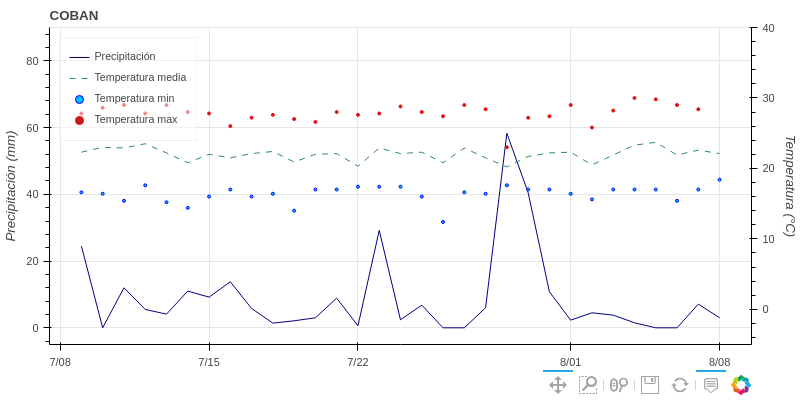 COBAN
Precipitación
Temperatura media
Temperatura min
Temperatura max
Precipitación (mm)
80
60
40
20
0
40
30
20
10
0
Temperatura (°C)
7/08
7/15
7/22
8/01
8/08